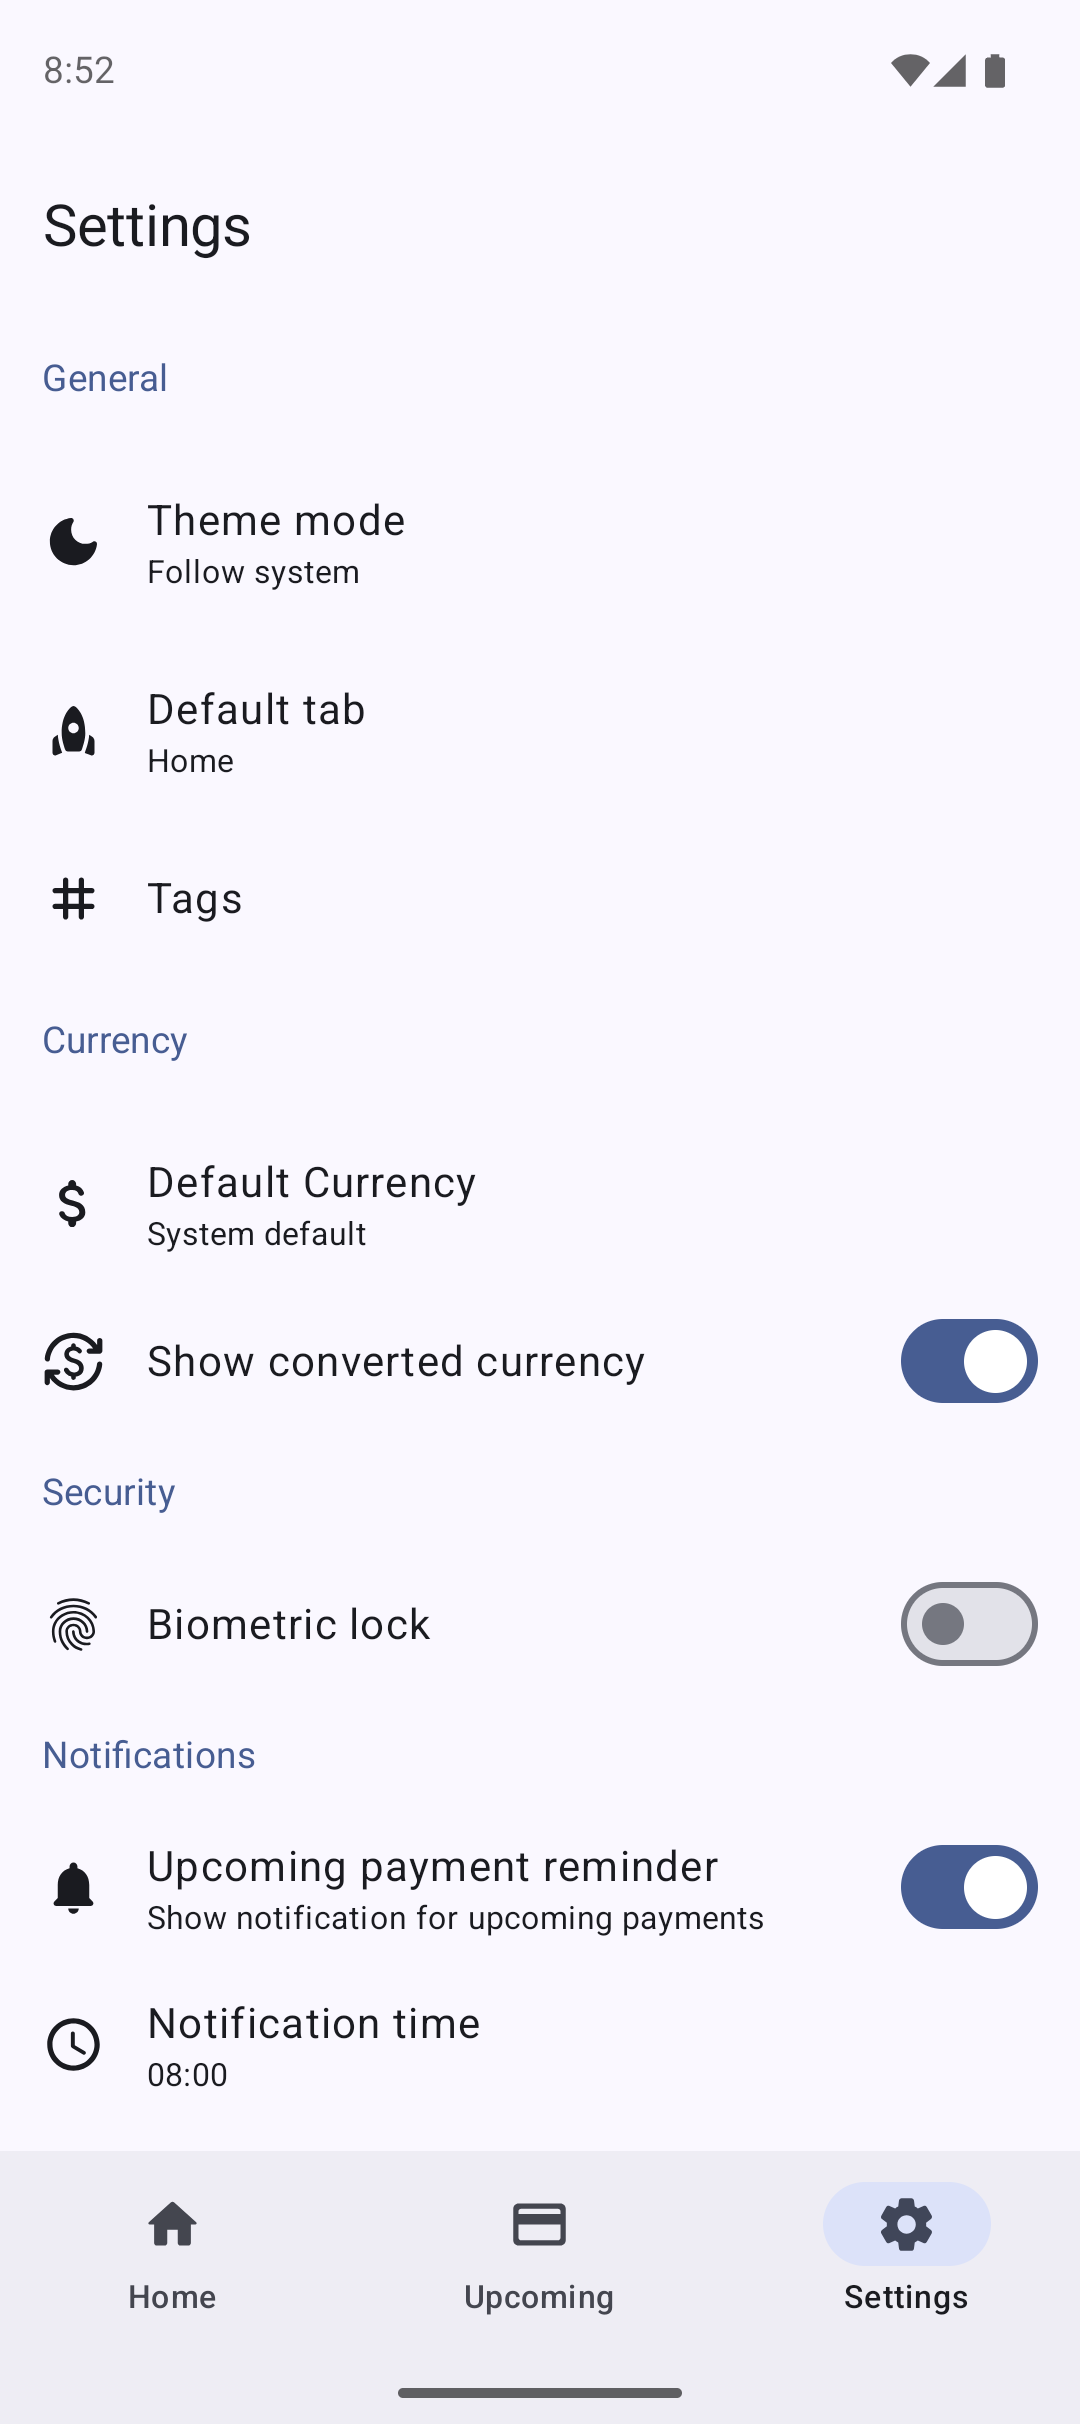 8:52
Settings
General
Theme mode
Follow system
Default tab
Home
Tags
Currency
Default Currency
System default
Show converted currency
Security
Biometric lock
Notifications
Upcoming payment reminder
Show notification for upcoming payments
Notification time
08:00
Home
Upcoming
Settings